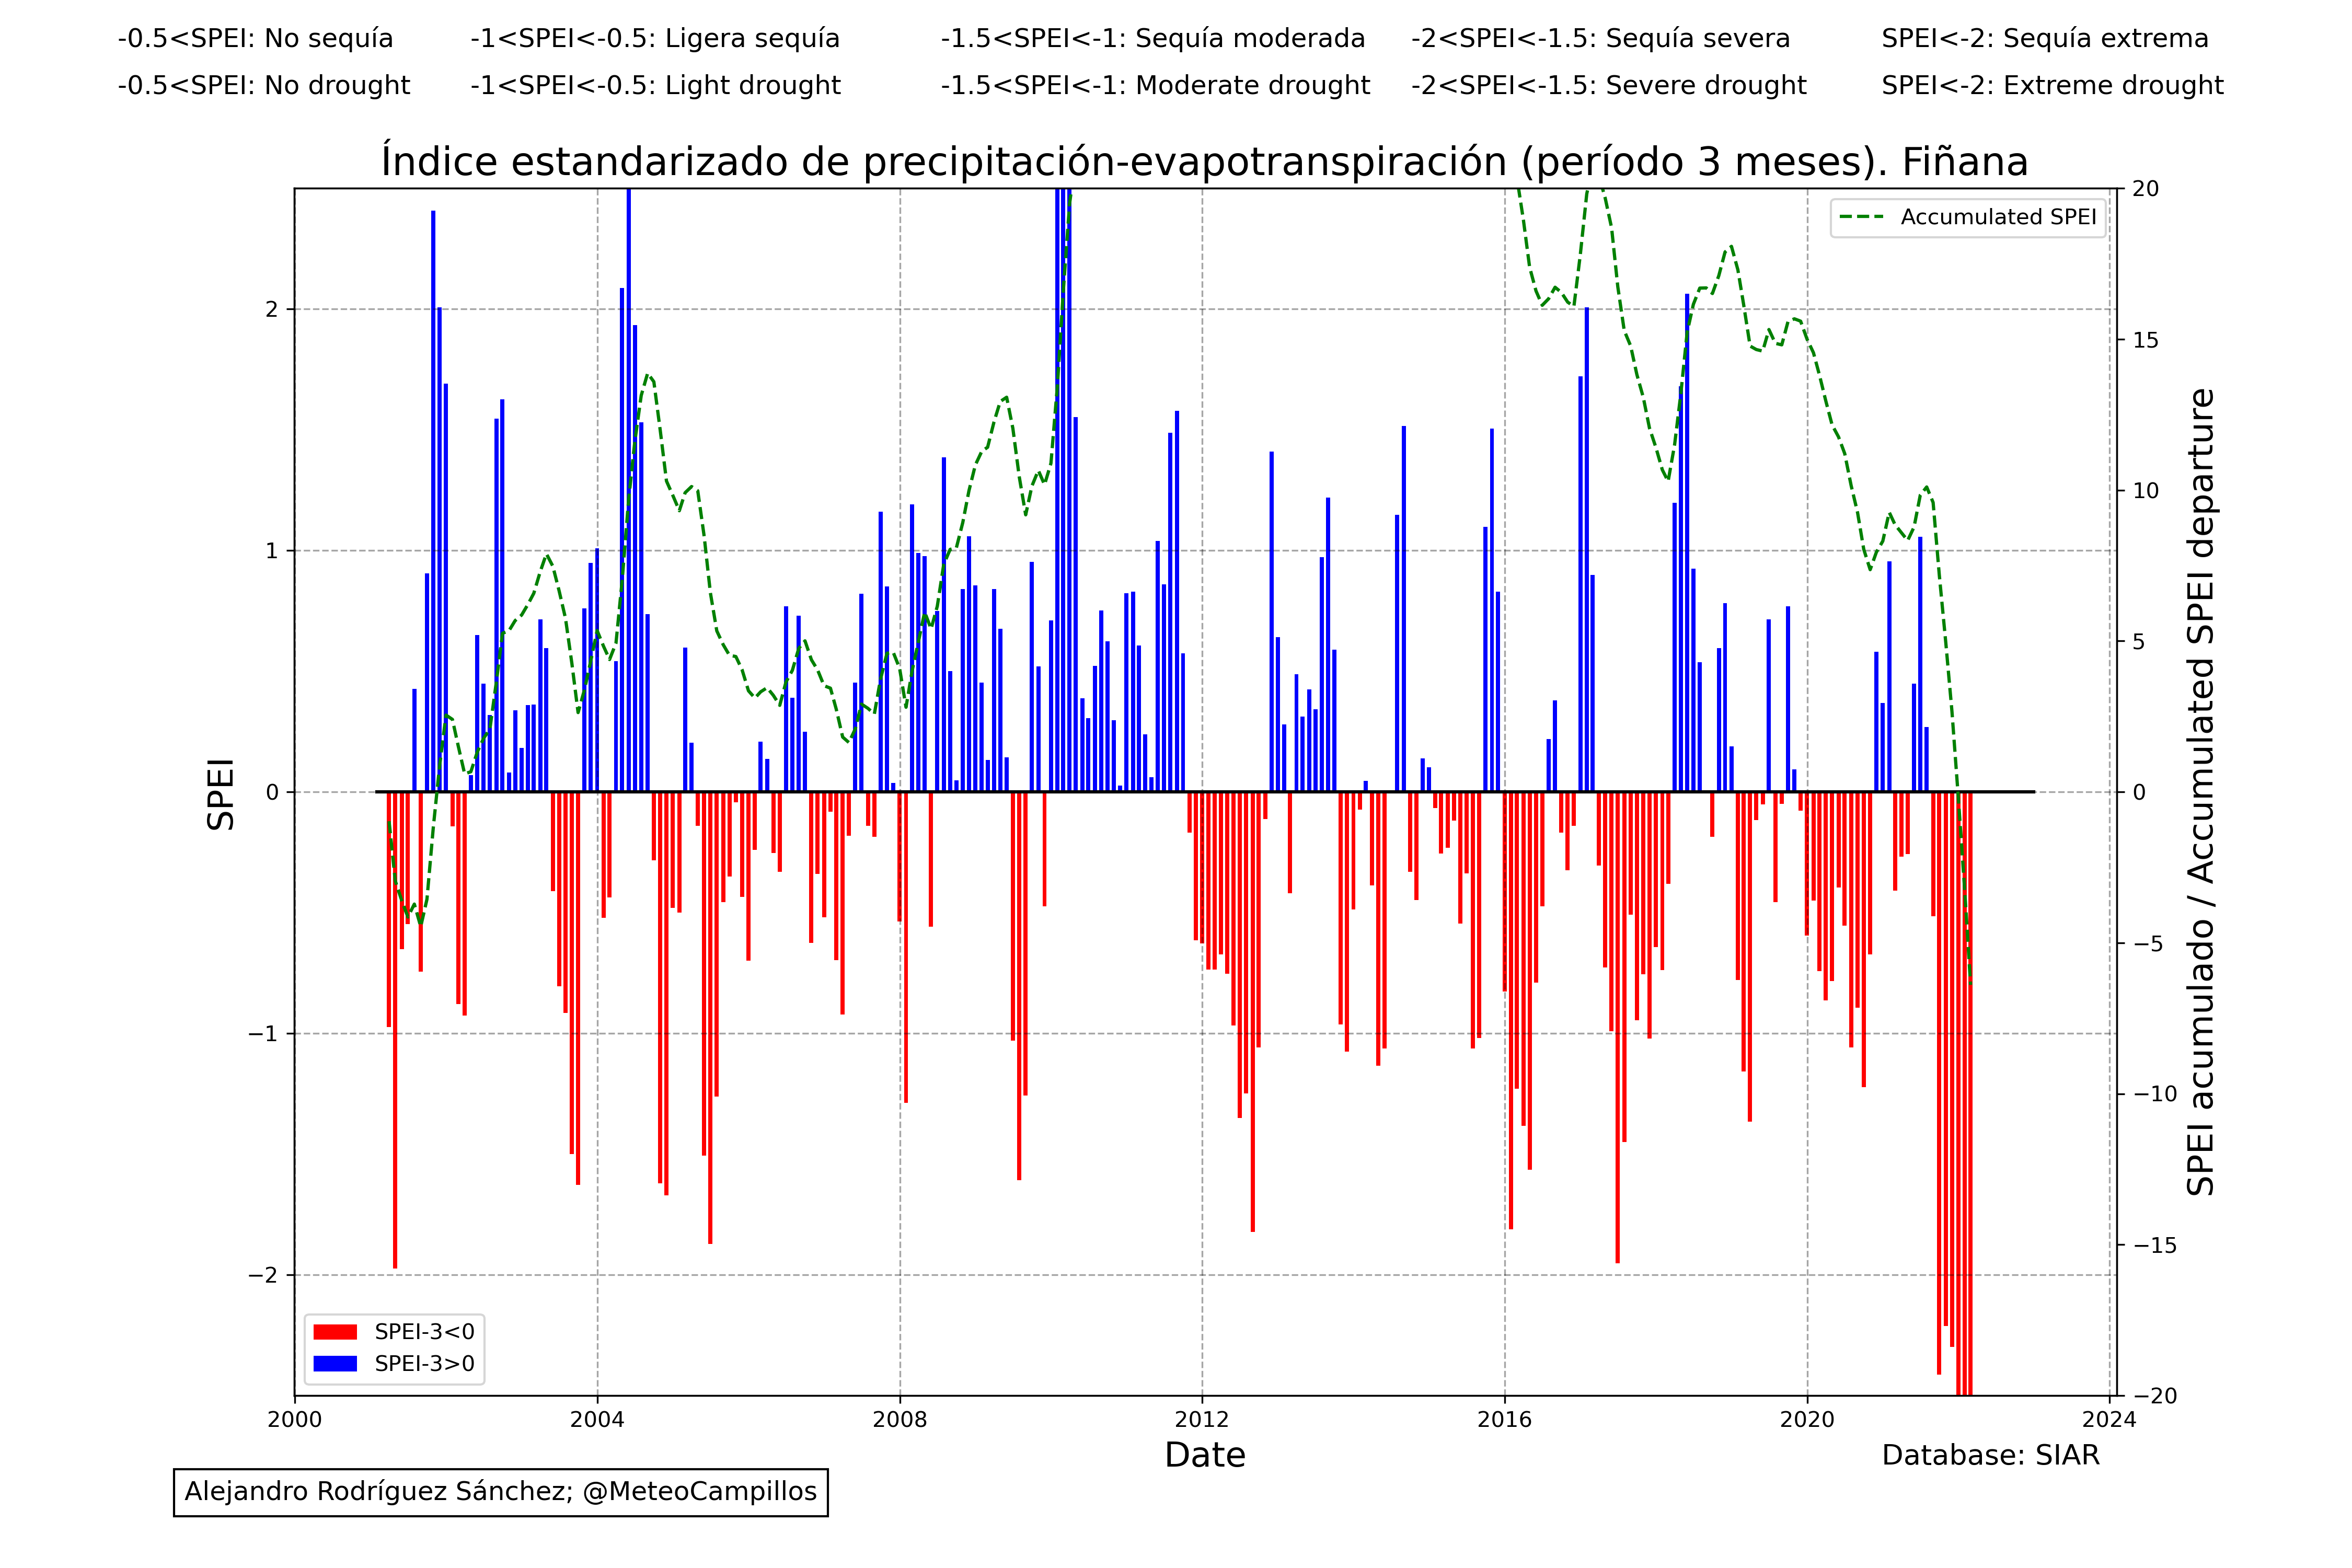 -0.5<SPEI: No sequía -1<SPEI<-0.5: Ligera sequía -1.5<SPEI<-1: Sequía moderada -2<SPEI<-1.5: Sequía severa SPEI<-2: Sequía extrema
-0.5<SPEI: No drought -1<SPEI<-0.5: Light drought -1.5<SPEI<-1: Moderate drought -2<SPEI<-1.5: Severe drought SPEI<-2: Extreme drought
Índice estandarizado de precipitación-evapotranspiración (período 3 meses). Fiñana
Accumulated SPEI
2
1
0
−1
−2
SPEI
20
15
10
5
0
−5
−10
−15
−20
SPEI acumulado / Accumulated SPEI departure
SPEI-3<0
SPEI-3>0
2000 2004 2008 2012 2016 2020 2024
Date
Database: SIAR
Alejandro Rodríguez Sánchez; @MeteoCampillos